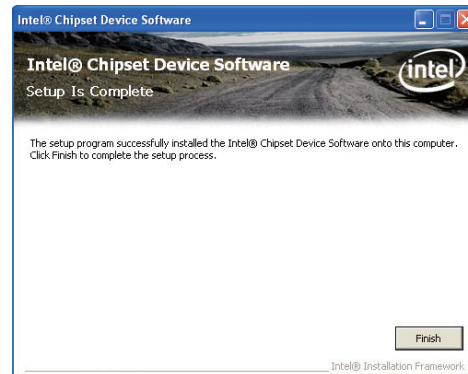 Intel® Chipset Device Software
Intel® Chipset Device Software
Setup Is Complete
intel
The setup program successfully installed the Intel® Chipset Device Software onto this computer.
Click Finish to complete the setup process.
Finish
Intel® Installation Framework